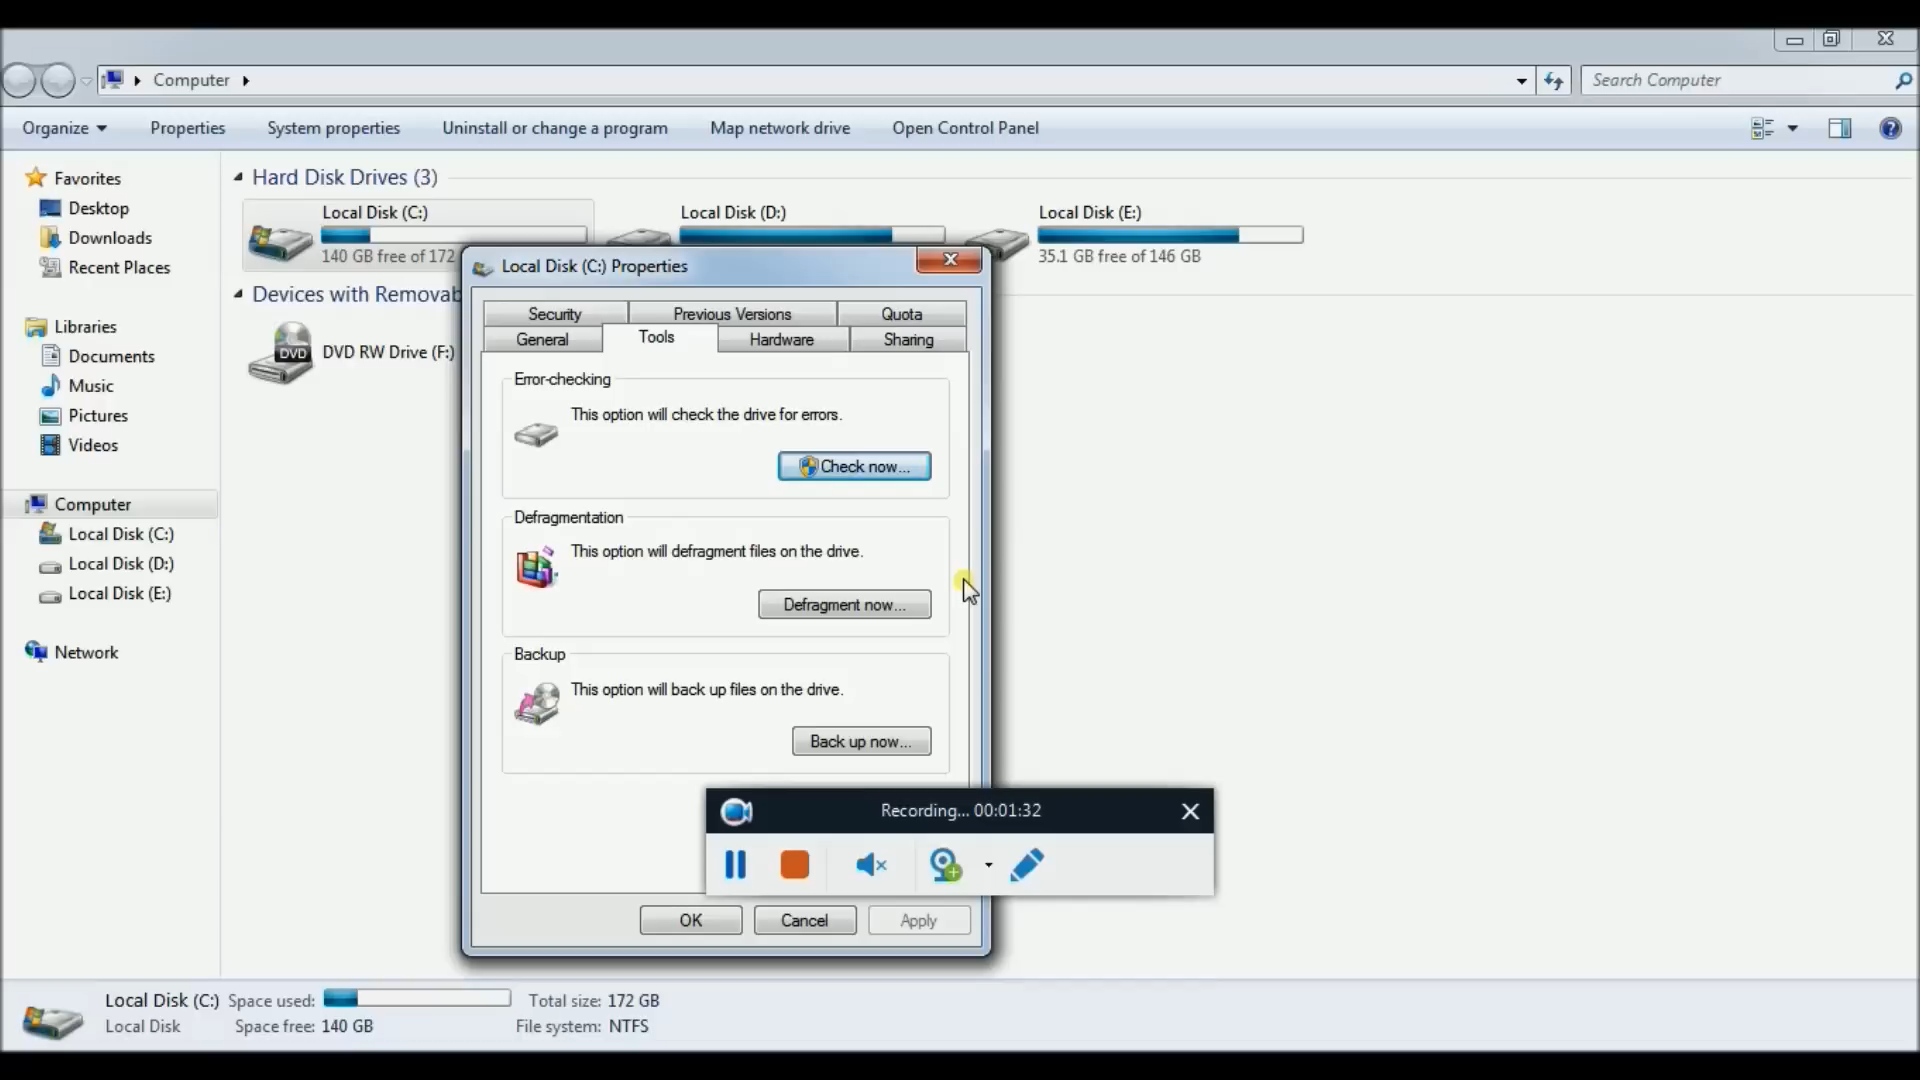 Computer
Search Computer
Organize
Properties
System properties
Uninstall or change a program
Map network drive
Open Control Panel
Favorites
Desktop
Downloads
Recent Places
Libraries
Documents
Music
Pictures
Videos
Computer
Local Disk (C:)
Local Disk (D:)
Local Disk (E:)
Network
Hard Disk Drives (3)
Local Disk (C:)
140 GB free of 172
Local Disk (D:)
Local Disk (E:)
35.1 GB free of 146 GB
Devices with Removab
DVD
DVD RW Drive (F:)
Local Disk (C:) Properties
Security
Previous Versions
Quota
General
Tools
Hardware
Sharing
Error-checking
This option will check the drive for errors.
Check now...
Defragmentation
This option will defragment files on the drive.
Defragment now...
Backup
This option will back up files on the drive.
Back up now...
Recording... 00:01:32
OK
Cancel
Apply
Local Disk (C:) Space used:
Total size: 172 GB
Local Disk
Space free: 140 GB
File system: NTFS